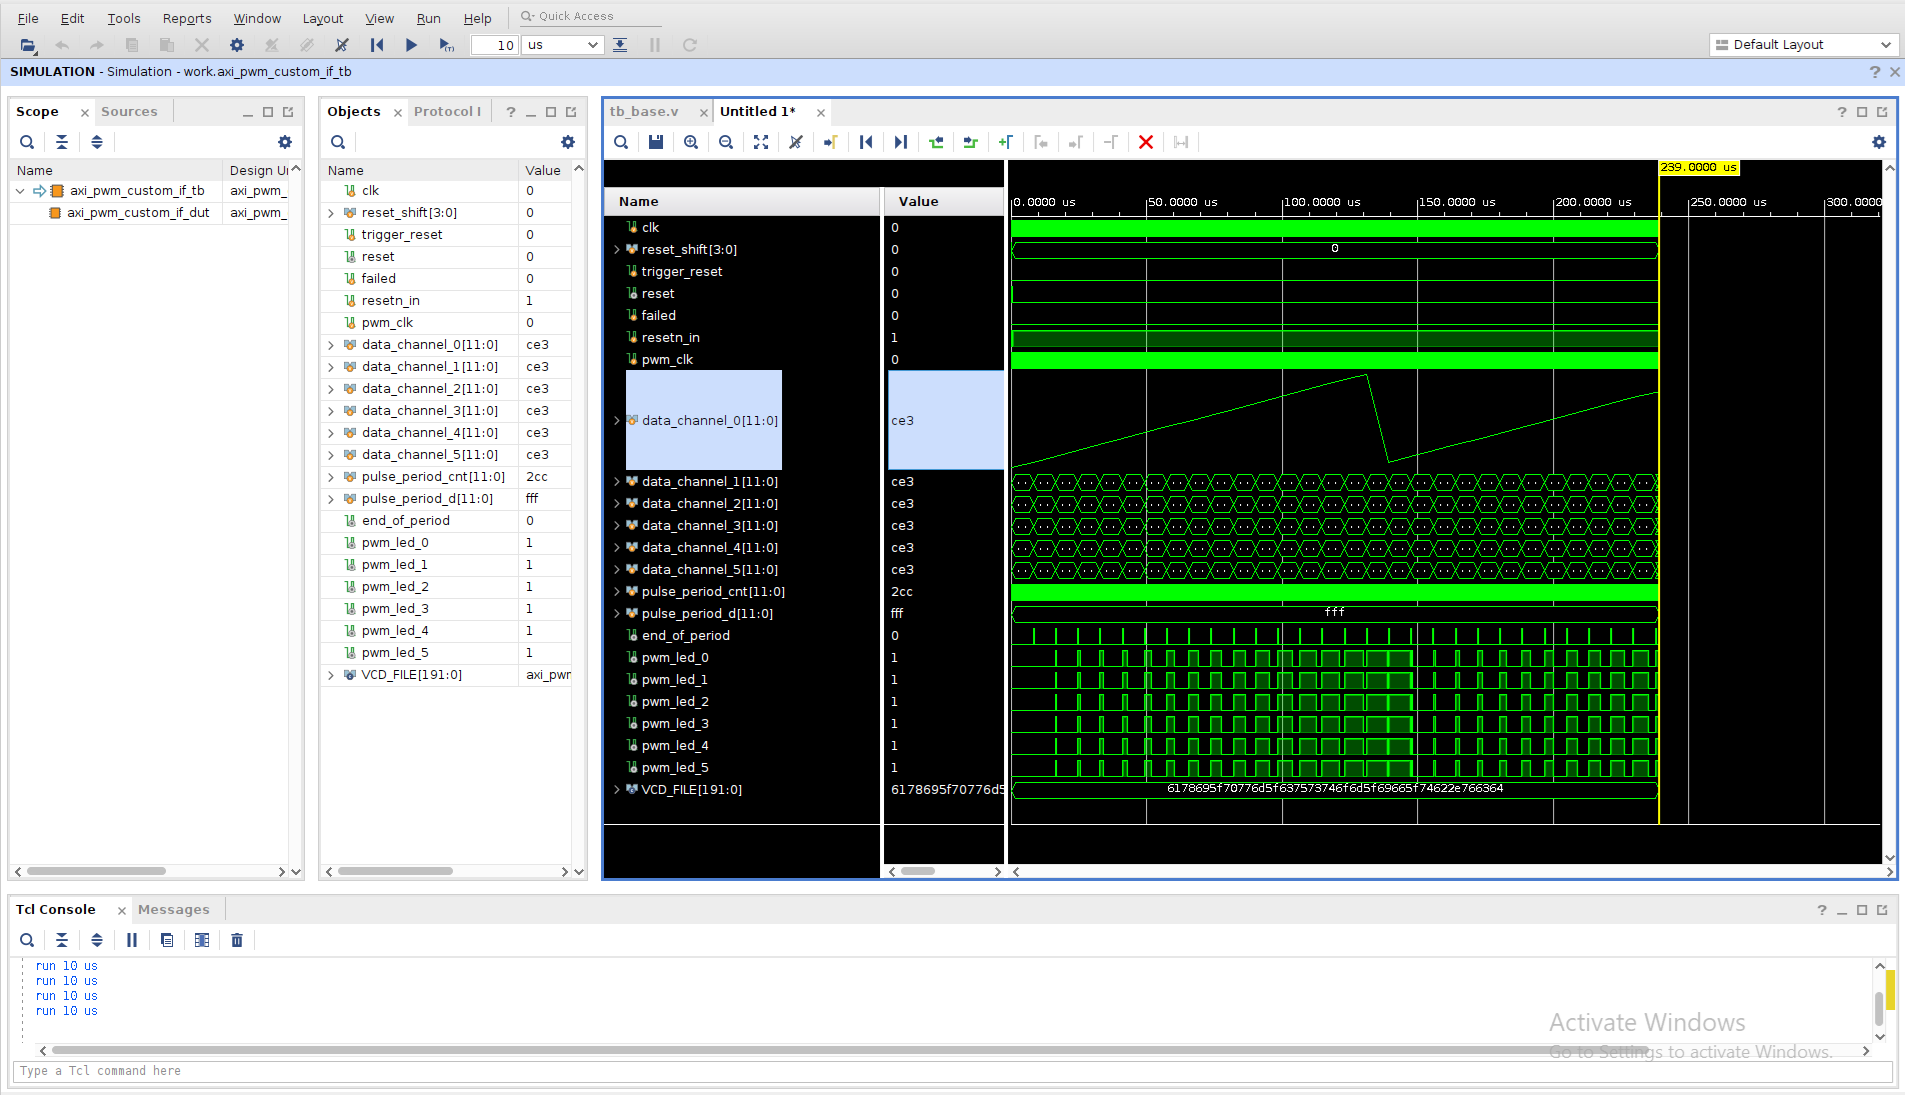 File Edit Tools Reports Window Layout View Run Help Quick Access
10 us Default Layout
SIMULATION - Simulation - work.axi_pwm_custom_if_tb
Scope Sources
Name Design Ur
axi_pwm_custom_if_tb axi_pwm_
axi_pwm_custom_if_dut axi_pwm_
Objects Protocol I
Name Value
clk 0
reset_shift[3:0] 0
trigger_reset 0
reset 0
failed 0
resetn_in 1
pwm_clk 0
data_channel_0[11:0] ce3
data_channel_1[11:0] ce3
data_channel_2[11:0] ce3
data_channel_3[11:0] ce3
data_channel_4[11:0] ce3
data_channel_5[11:0] ce3
pulse_period_cnt[11:0] 2cc
pulse_period_d[11:0] fff
end_of_period 0
pwm_led_0 1
pwm_led_1 1
pwm_led_2 1
pwm_led_3 1
pwm_led_4 1
pwm_led_5 1
VCD_FILE[191:0] axi_pwr
tb_base.v Untitled 1*
239.0000 us
Name Value
0.0000 us 50.0000 us 100.0000 us 150.0000 us 200.0000 us 250.0000 us 300.0000
clk 0
reset_shift[3:0] 0 0
trigger_reset 0
reset 0
failed 0
resetn_in 1
pwm_clk 0
data_channel_0[11:0] ce3
data_channel_1[11:0] ce3
data_channel_2[11:0] ce3
data_channel_3[11:0] ce3
data_channel_4[11:0] ce3
data_channel_5[11:0] ce3
pulse_period_cnt[11:0] 2cc
pulse_period_d[11:0] fff fff
end_of_period 0
pwm_led_0 1
pwm_led_1 1
pwm_led_2 1
pwm_led_3 1
pwm_led_4 1
pwm_led_5 1
VCD_FILE[191:0] 6178695f70776d5 6178695f70776d5f637573746f6d5f69665f74622e766364
Tcl Console Messages
run 10 us
run 10 us
run 10 us
run 10 us
Type a Tcl command here
Activate Windows
Go to Settings to activate Windows.